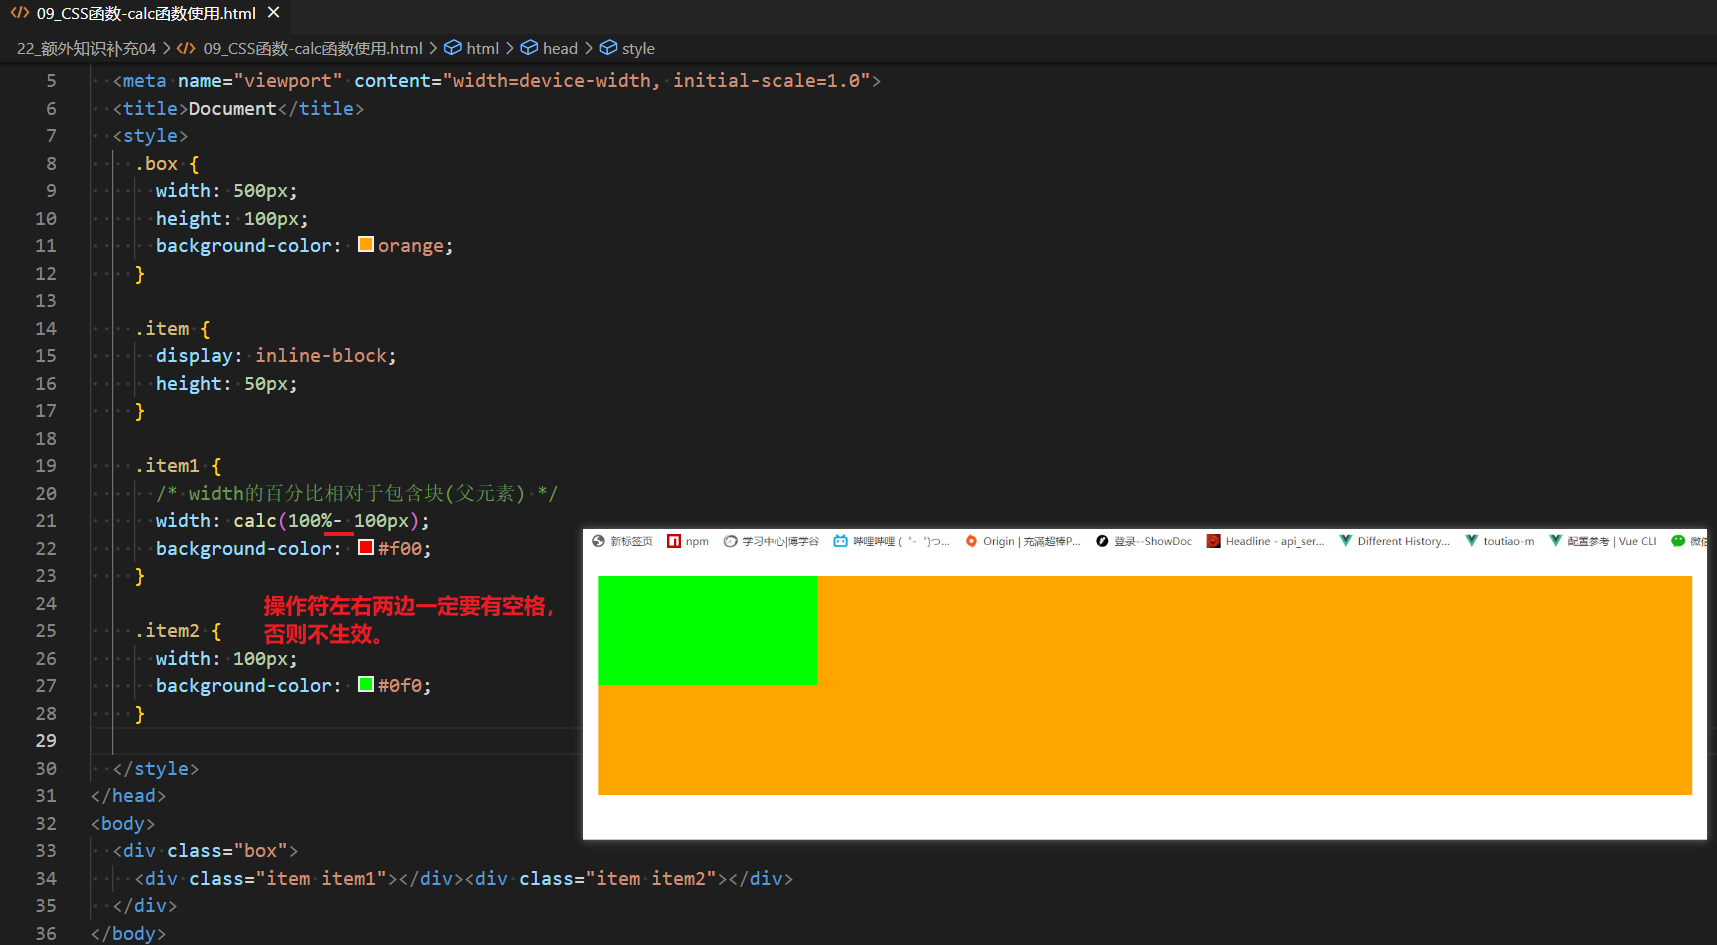 09_CSS函数-calc函数使用.html
22_额外知识补充04 > 09_CSS函数-calc函数使用.html > html > head > style
5 <meta name="viewport" content="width=device-width, initial-scale=1.0">
6 <title>Document</title>
7 <style>
8 .box {
9 width: 500px;
10 height: 100px;
11 background-color: orange;
12 }
13
14 .item {
15 display: inline-block;
16 height: 50px;
17 }
18
19 .item1 {
20 /* width的百分比相对于包含块(父元素) */
21 width: calc(100%- 100px);
22 background-color: #f00;
23 }
24
25 .item2 {
26 width: 100px;
27 background-color: #0f0;
28 }
29
30 </style>
31 </head>
32 <body>
33 <div class="box">
34 <div class="item item1"></div><div class="item item2"></div>
35 </div>
36 </body>
操作符左右两边一定要有空格，
否则不生效。
新标签页 npm 学习中心|博学谷 哔哩哔哩 ( ゜- ゜)つ... Origin | 充满超棒P... 登录--ShowDoc Headline - api_ser... Different History... toutiao-m 配置参考 | Vue CLI